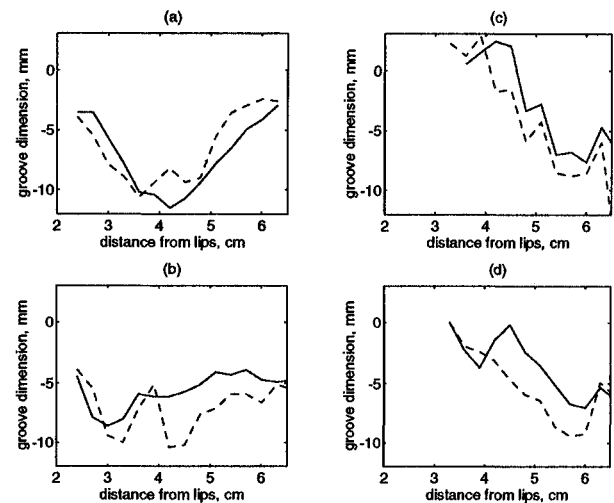 (a)
groove dimension, mm
0
-5
-10
2 3 4 5 6
distance from lips, cm
(c)
groove dimension, mm
0
-5
-10
2 3 4 5 6
distance from lips, cm
(b)
groove dimension, mm
0
-5
-10
2 3 4 5 6
distance from lips, cm
(d)
groove dimension, mm
0
-5
-10
2 3 4 5 6
distance from lips, cm